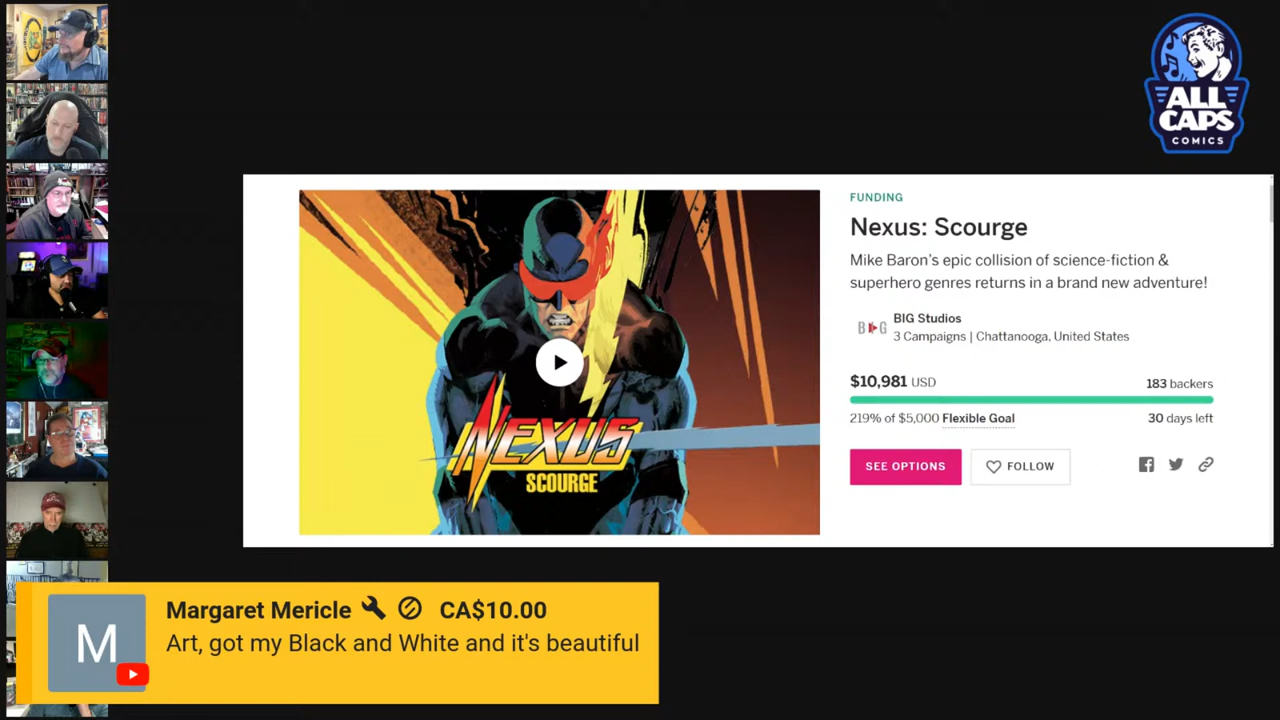 ALL
CAPS
COMICS
FUNDING
Nexus: Scourge
Mike Baron's epic collision of science-fiction &
superhero genres returns in a brand new adventure!
BIG
BIG Studios
3 Campaigns | Chattanooga, United States
$10,981 USD
183 backers
219% of $5,000 Flexible Goal
30 days left
SEE OPTIONS
FOLLOW
NEXUS
SCOURGE
M
Margaret Mericle CA$10.00
Art, got my Black and White and it's beautiful